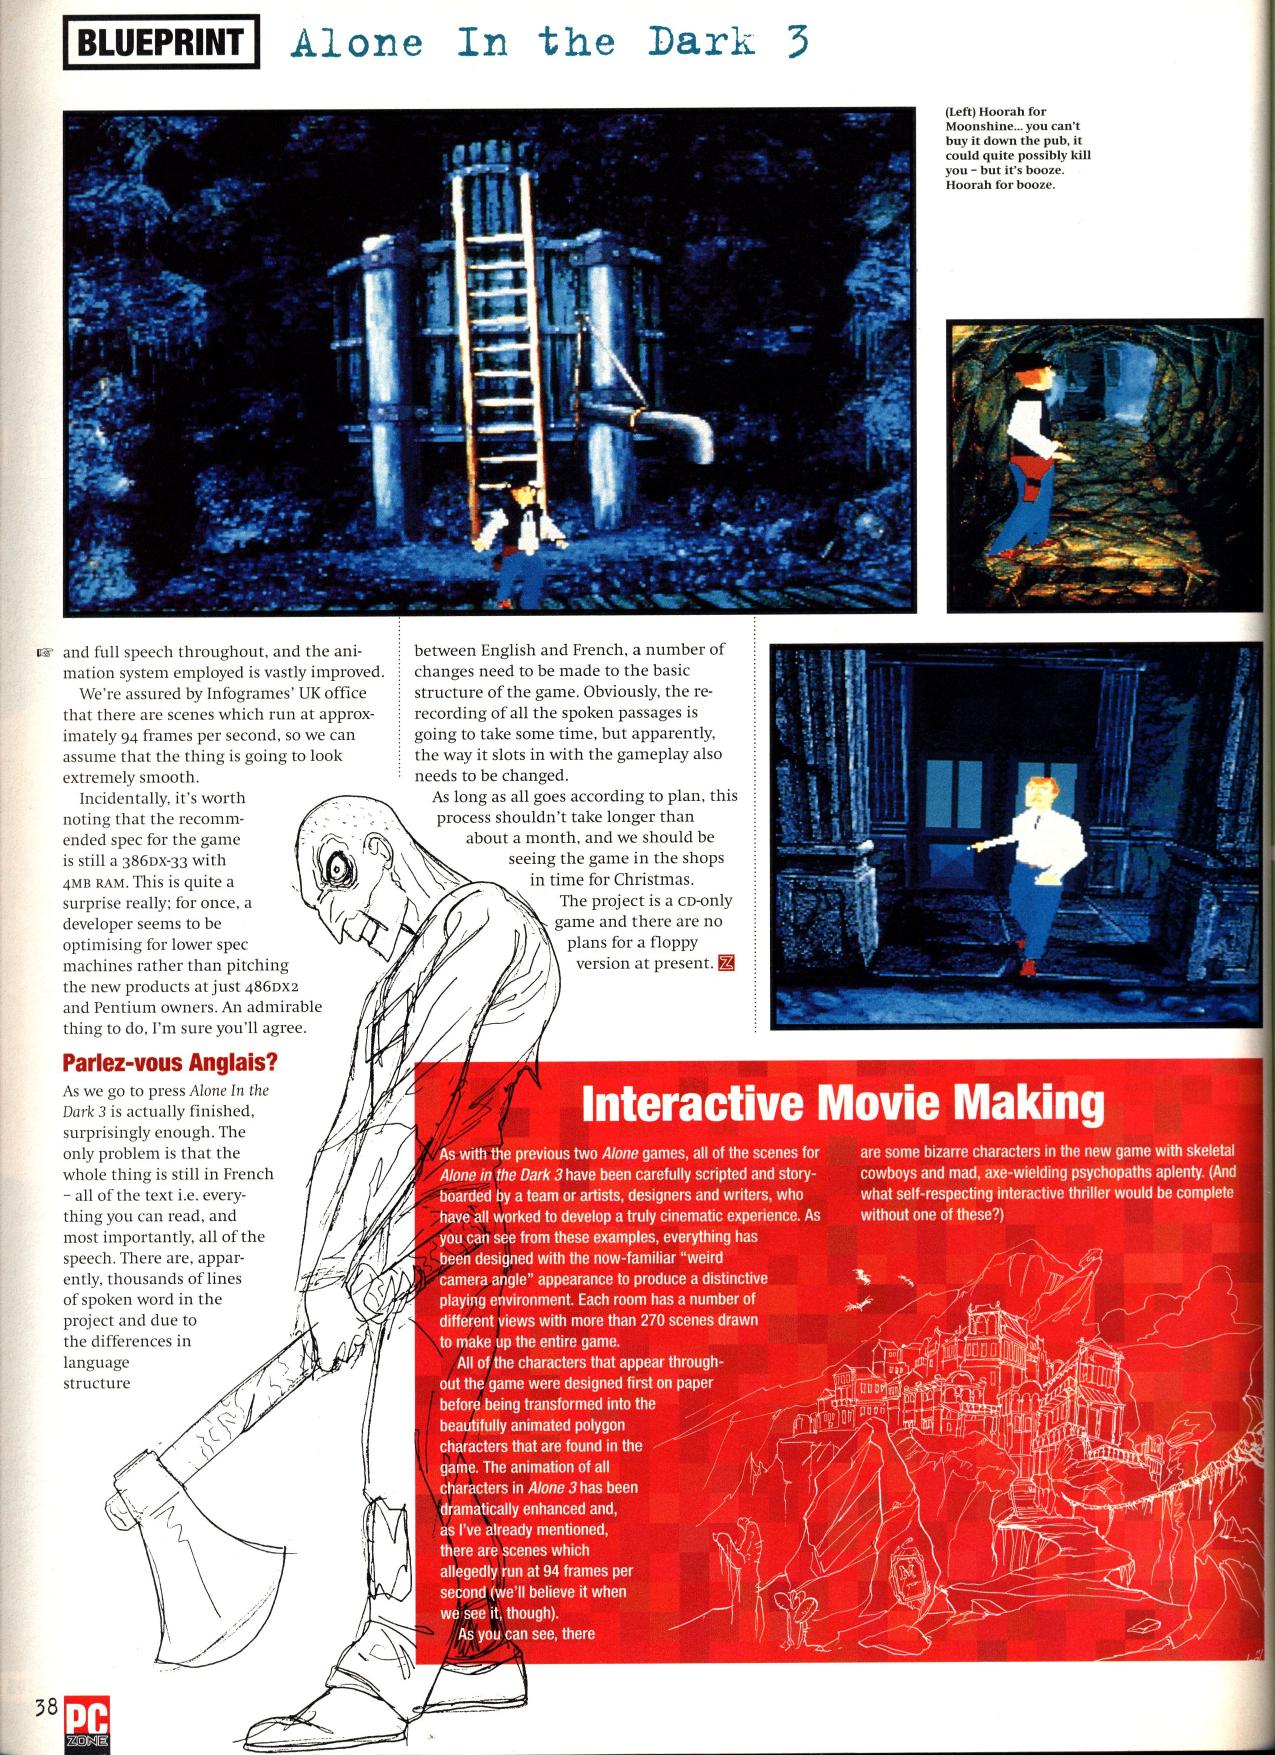 BLUEPRINT
Alone In the Dark 3
(Left) Hoorah for
Moonshine... you can't
buy it down the pub, it
could quite possibly kill
you – but it's booze.
Hoorah for booze.
and full speech throughout, and the ani-
mation system employed is vastly improved.
We're assured by Infogrames' UK office
that there are scenes which run at approx-
imately 94 frames per second, so we can
assume that the thing is going to look
extremely smooth.
Incidentally, it's worth
noting that the recomm-
ended spec for the game
is still a 386DX-33 with
4MB RAM. This is quite a
surprise really; for once, a
developer seems to be
optimising for lower spec
machines rather than pitching
the new products at just 486DX2
and Pentium owners. An admirable
thing to do, I'm sure you'll agree.
Parlez-vous Anglais?
As we go to press Alone In the
Dark 3 is actually finished,
surprisingly enough. The
only problem is that the
whole thing is still in French
– all of the text i.e. every-
thing you can read, and
most importantly, all of the
speech. There are, appar-
ently, thousands of lines
of spoken word in the
project and due to
the differences in
language
structure
between English and French, a number of
changes need to be made to the basic
structure of the game. Obviously, the re-
recording of all the spoken passages is
going to take some time, but apparently,
the way it slots in with the gameplay also
needs to be changed.
As long as all goes according to plan, this
process shouldn't take longer than
about a month, and we should be
seeing the game in the shops
in time for Christmas.
The project is a CD-only
game and there are no
plans for a floppy
version at present. Z
Interactive Movie Making
As with the previous two Alone games, all of the scenes for
Alone in the Dark 3 have been carefully scripted and story-
boarded by a team or artists, designers and writers, who
have all worked to develop a truly cinematic experience. As
you can see from these examples, everything has
been designed with the now-familiar "weird
camera angle" appearance to produce a distinctive
playing environment. Each room has a number of
different views with more than 270 scenes drawn
to make up the entire game.
All of the characters that appear through-
out the game were designed first on paper
before being transformed into the
beautifully animated polygon
characters that are found in the
game. The animation of all
characters in Alone 3 has been
dramatically enhanced and,
as I've already mentioned,
there are scenes which
allegedly run at 94 frames per
second (we'll believe it when
we see it, though).
As you can see, there
are some bizarre characters in the new game with skeletal
cowboys and mad, axe-wielding psychopaths aplenty. (And
what self-respecting interactive thriller would be complete
without one of these?)
38
PC
ZONE